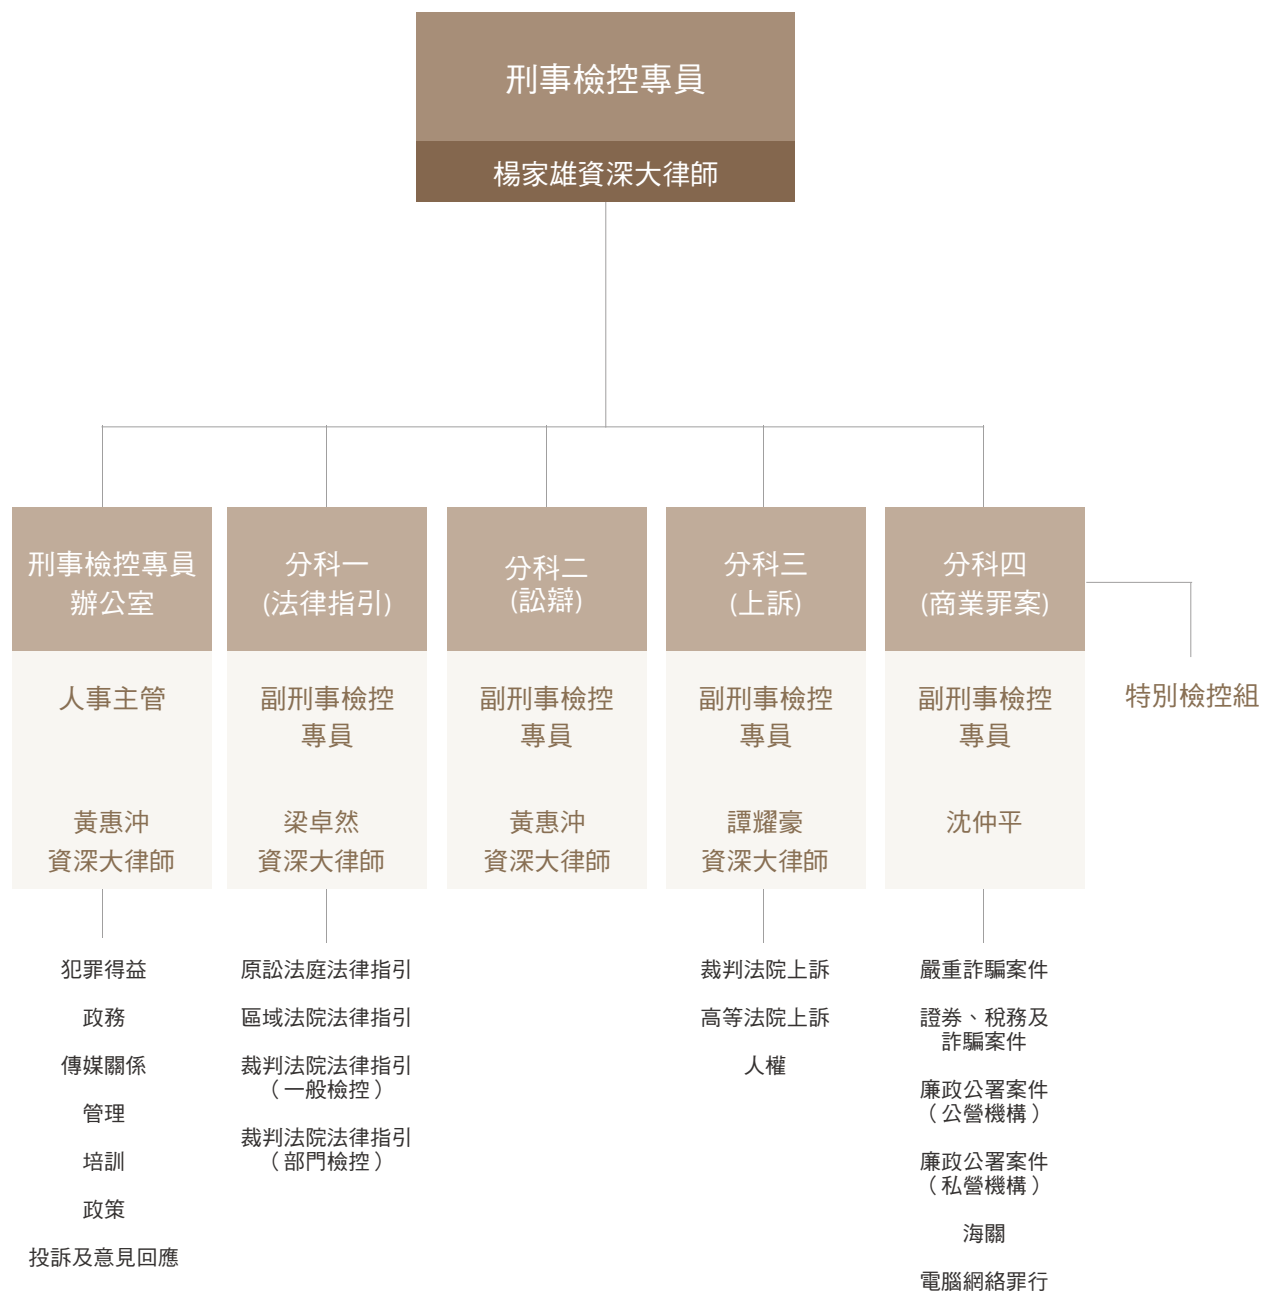 刑事檢控專員
楊家雄資深大律師
刑事檢控專員
辦公室
人事主管
黃惠沖
資深大律師
犯罪得益
政務
傳媒關係
管理
培訓
政策
投訴及意見回應
分科一
(法律指引)
副刑事檢控
專員
梁卓然
資深大律師
原訟法庭法律指引
區域法院法律指引
裁判法院法律指引
（一般檢控）
裁判法院法律指引
（部門檢控）
分科二
(訟辯)
副刑事檢控
專員
黃惠沖
資深大律師
分科三
(上訴)
副刑事檢控
專員
譚耀豪
資深大律師
裁判法院上訴
高等法院上訴
人權
分科四
(商業罪案)
副刑事檢控
專員
沈仲平
嚴重詐騙案件
證券、稅務及
詐騙案件
廉政公署案件
（公營機構）
廉政公署案件
（私營機構）
海關
電腦網絡罪行
特別檢控組